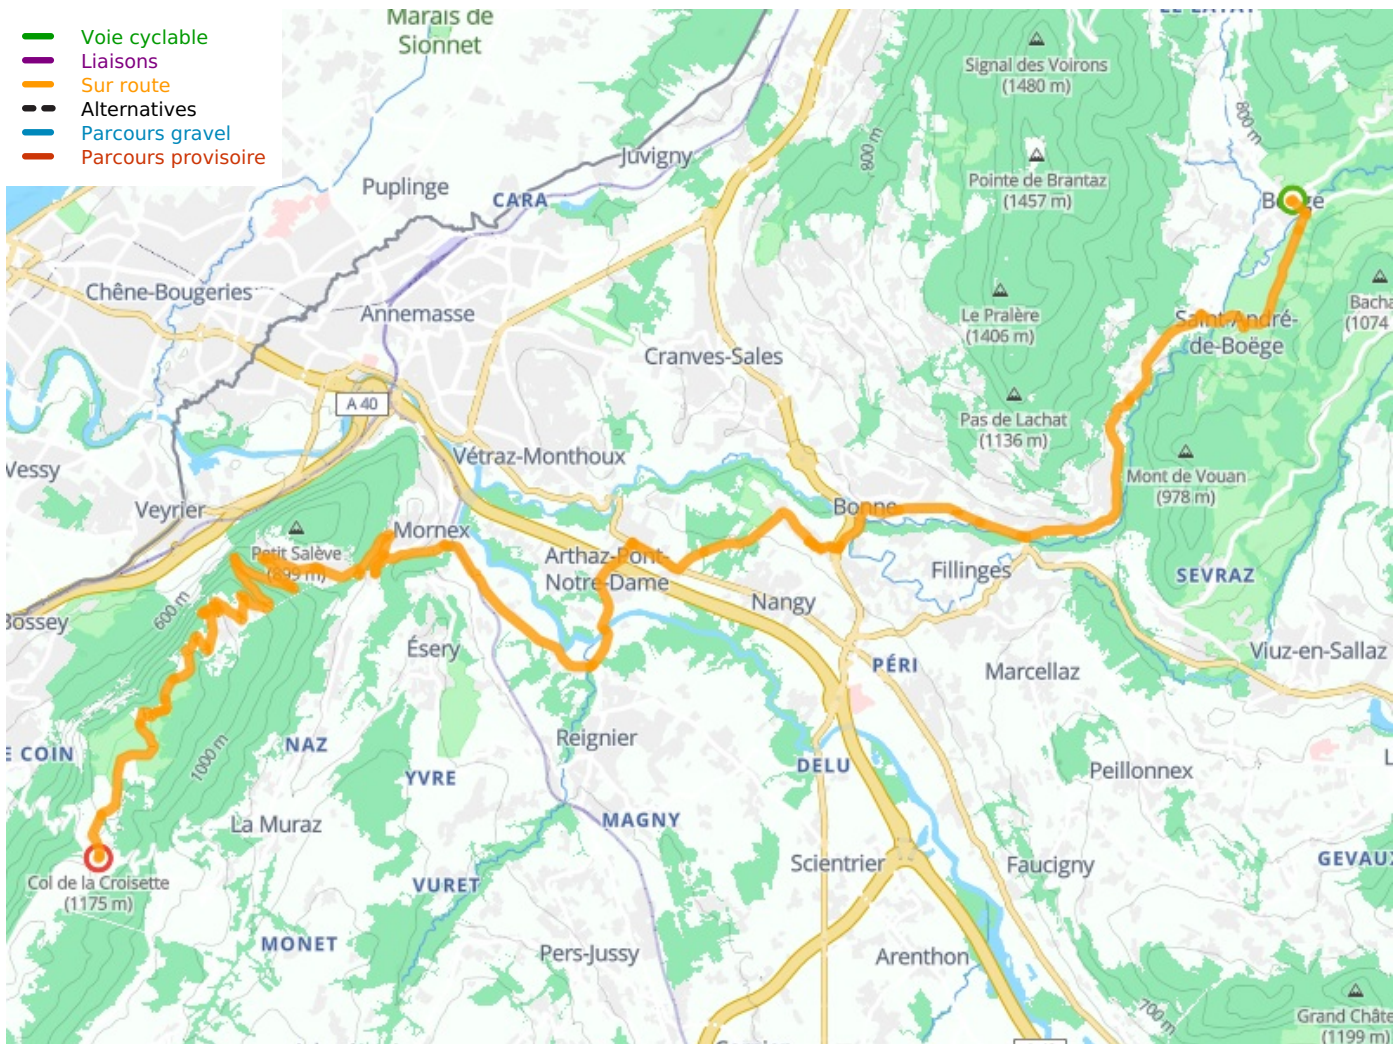 Voie cyclable
Liaisons
Sur route
Alternatives
Parcours gravel
Parcours provisoire
Marais de
Sionnet
Signal des Voirons
(1480 m)
800 m
800 m
Juvigny
Pointe de Brantaz
(1457 m)
Puplinge
CARA
Chêne-Bougeries
Annemasse
Le Pralère
(1406 m)
Bacha
(1074
Saint-André-
de-Boëge
Cranves-Sales
A 40
Pas de Lachat
(1136 m)
Vessy
Vétraz-Monthoux
Mont de Vouan
(978 m)
Veyrier
Bonne
Mornex
Petit Salève
(899 m)
Arthaz-Pont-
Notre-Dame
Fillinges
SEVRAZ
Nangy
600 m
Bossey
Ésery
PÉRI
Marcellaz
Viuz-en-Sallaz
Reignier
E COIN
NAZ
1000 m
YVRE
DELU
Peillonnex
La Muraz
MAGNY
Scientrier
Faucigny
GEVAUX
Col de la Croisette
(1175 m)
VURET
MONET
Pers-Jussy
Arenthon
700 m
Grand Châte
(1199 m)